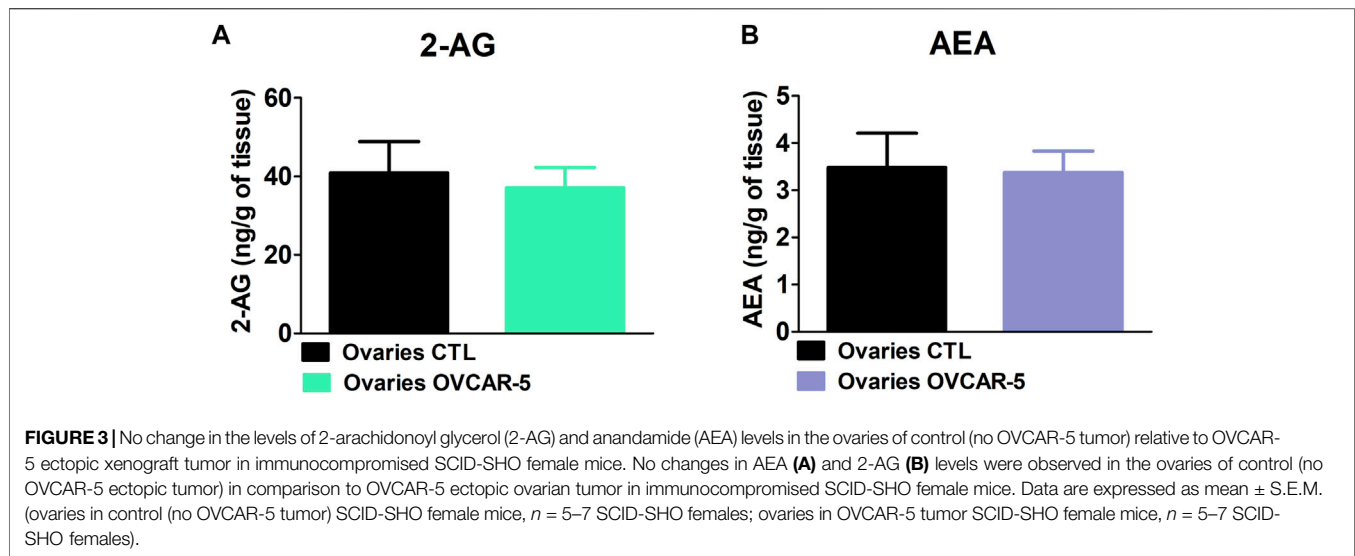 A
2-AG
2-AG (ng/g of tissue)
60
40
20
0
Ovaries CTL
Ovaries OVCAR-5
B
AEA
AEA (ng/g of tissue)
5
4
3
2
1
0
Ovaries CTL
Ovaries OVCAR-5
FIGURE 3 | No change in the levels of 2-arachidonoyl glycerol (2-AG) and anandamide (AEA) levels in the ovaries of control (no OVCAR-5 tumor) relative to OVCAR-
5 ectopic xenograft tumor in immunocompromised SCID-SHO female mice. No changes in AEA (A) and 2-AG (B) levels were observed in the ovaries of control (no
OVCAR-5 ectopic tumor) in comparison to OVCAR-5 ectopic ovarian tumor in immunocompromised SCID-SHO female mice. Data are expressed as mean ± S.E.M.
(ovaries in control (no OVCAR-5 tumor) SCID-SHO female mice, n = 5–7 SCID-SHO females; ovaries in OVCAR-5 tumor SCID-SHO female mice, n = 5–7 SCID-
SHO females).